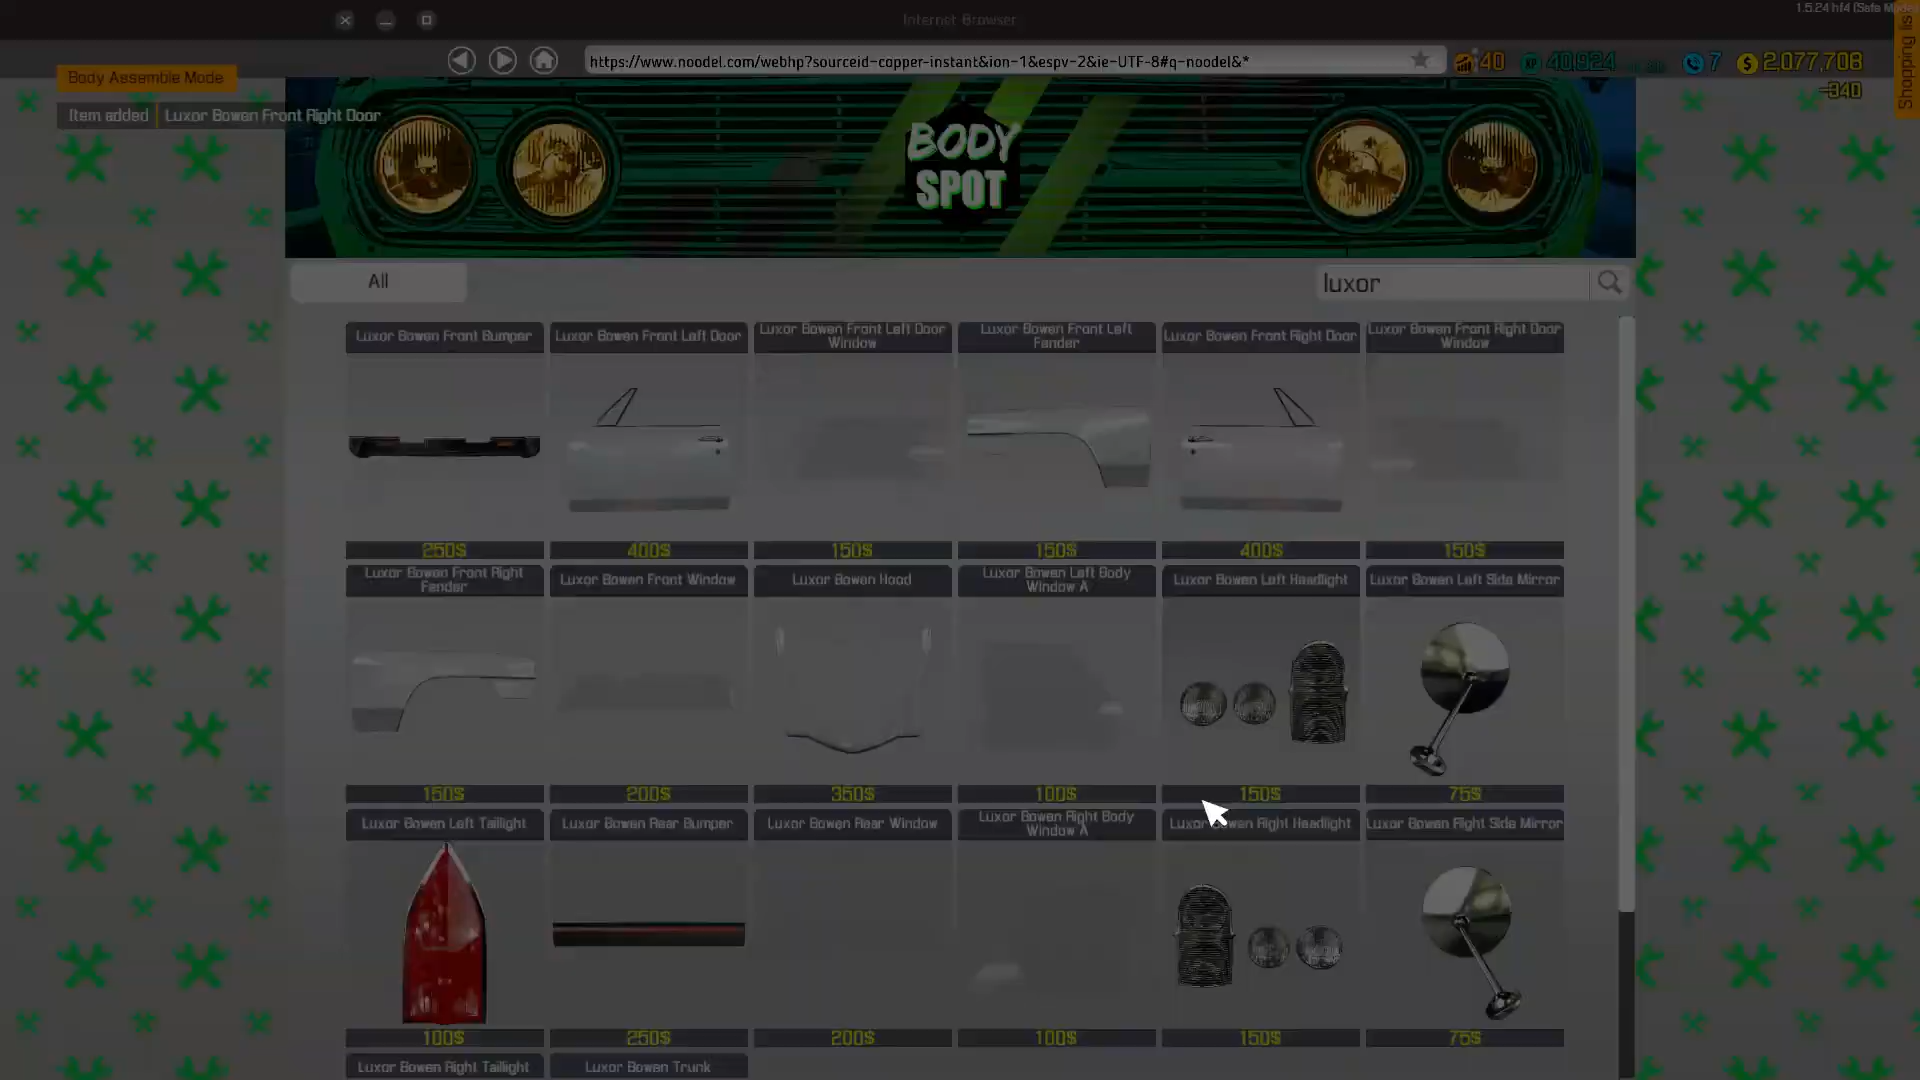 Internet Browser
1.5.24 hf4 (Safe
https://www.noodel.com/webhp?sourceid-copper-instant&ion-1&espv-2&ie-UTF-8#q-noodel&*
40
XP
40,924
7
$
2,077,708
-340
Shopping lis
Body Assemble Mode
Item added
Luxor Bowen Front Right Door
BODY
SPOT
All
luxor
Luxor Bowen Front Bumper
Luxor Bowen Front Left Door
Luxor Bowen Front Left Door
Window
Luxor Bowen Front Left
Fender
Luxor Bowen Front Right Door
Luxor Bowen Front Right Door
Window
250$
400$
150$
150$
400$
150$
Luxor Bowen Front Right
Fender
Luxor Bowen Front Window
Luxor Bowen Hood
Luxor Bowen Left Body
Window A
Luxor Bowen Left Headlight
Luxor Bowen Left Side Mirror
150$
200$
350$
100$
150$
75$
Luxor Bowen Left Taillight
Luxor Bowen Rear Bumper
Luxor Bowen Rear Window
Luxor Bowen Right Body
Window A
Luxor Bowen Right Headlight
Luxor Bowen Right Side Mirror
100$
250$
200$
100$
150$
75$
Luxor Bowen Right Taillight
Luxor Bowen Trunk